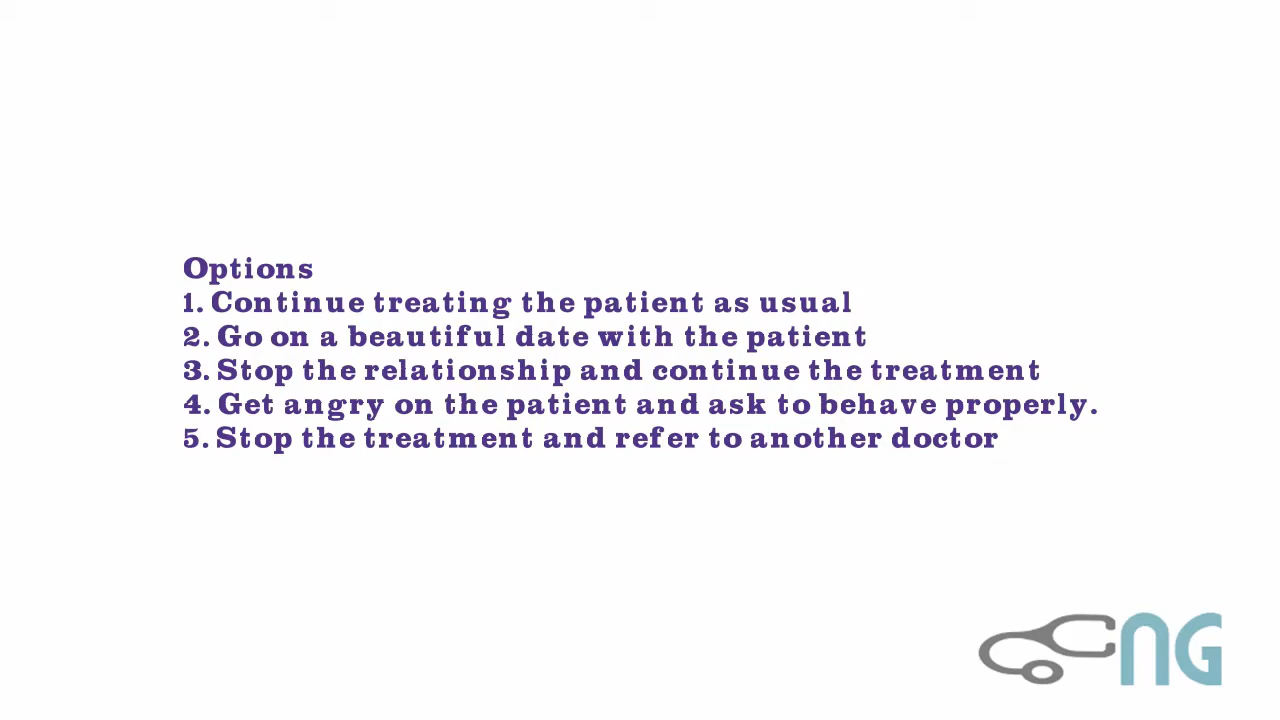 Options
1. Continue treating the patient as usual
2. Go on a beautiful date with the patient
3. Stop the relationship and continue the treatment
4. Get angry on the patient and ask to behave properly.
5. Stop the treatment and refer to another doctor
NG